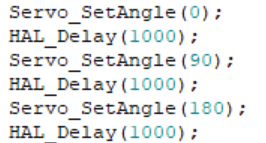 Servo_SetAngle(0);
HAL_Delay(1000);
Servo_SetAngle(90);
HAL_Delay(1000);
Servo_SetAngle(180);
HAL_Delay(1000);